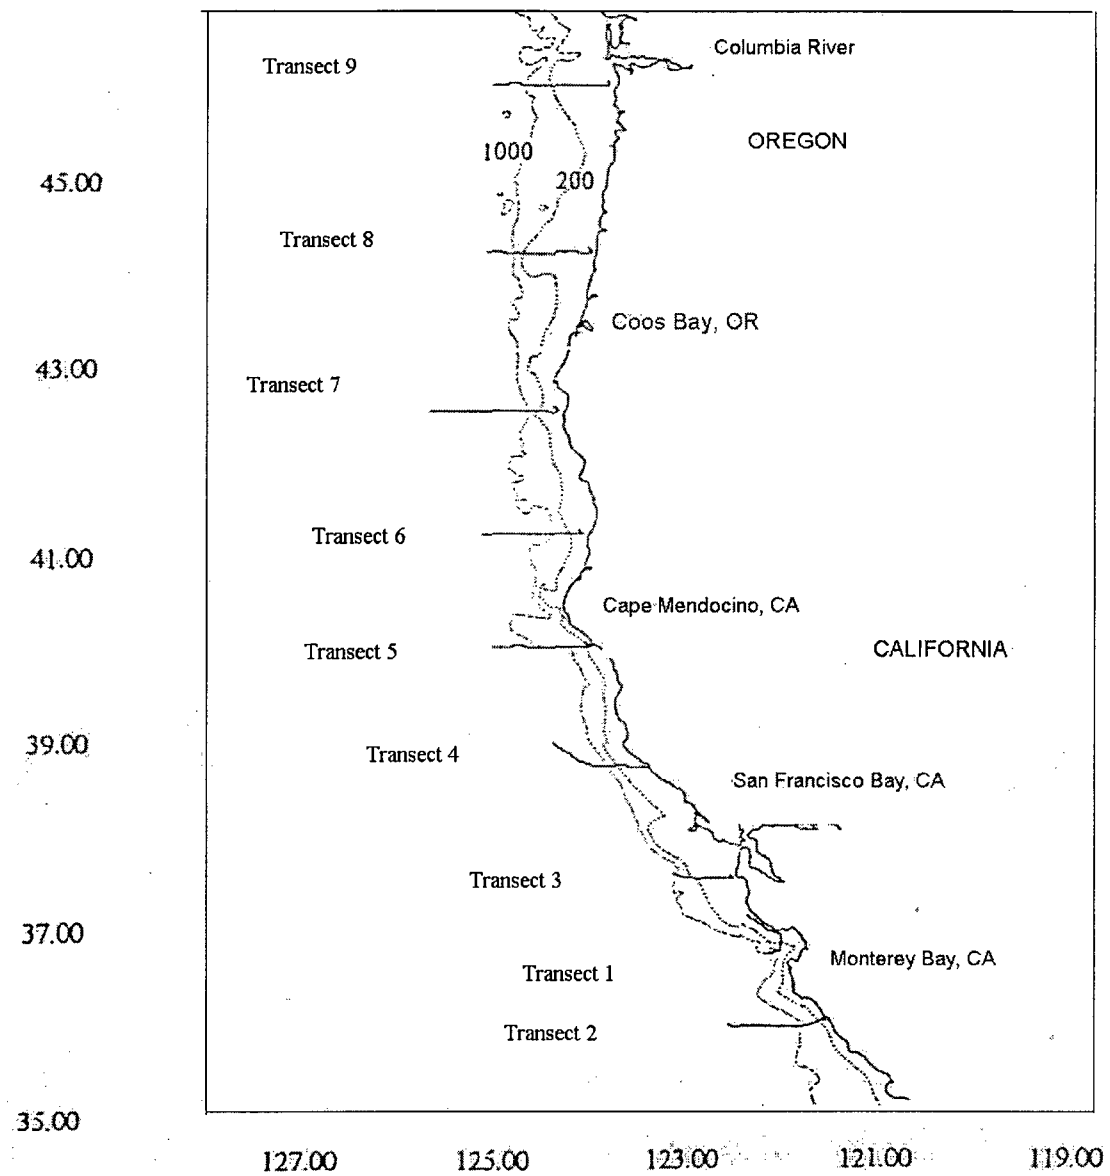 Columbia River
Transect 9
OREGON
1000
200
45.00
Transect 8
Coos Bay, OR
43.00
Transect 7
Transect 6
41.00
Cape Mendocino, CA
Transect 5
CALIFORNIA
39.00
Transect 4
San Francisco Bay, CA
Transect 3
37.00
Monterey Bay, CA
Transect 1
Transect 2
35.00
127.00 125.00 123.00 121.00 119.00